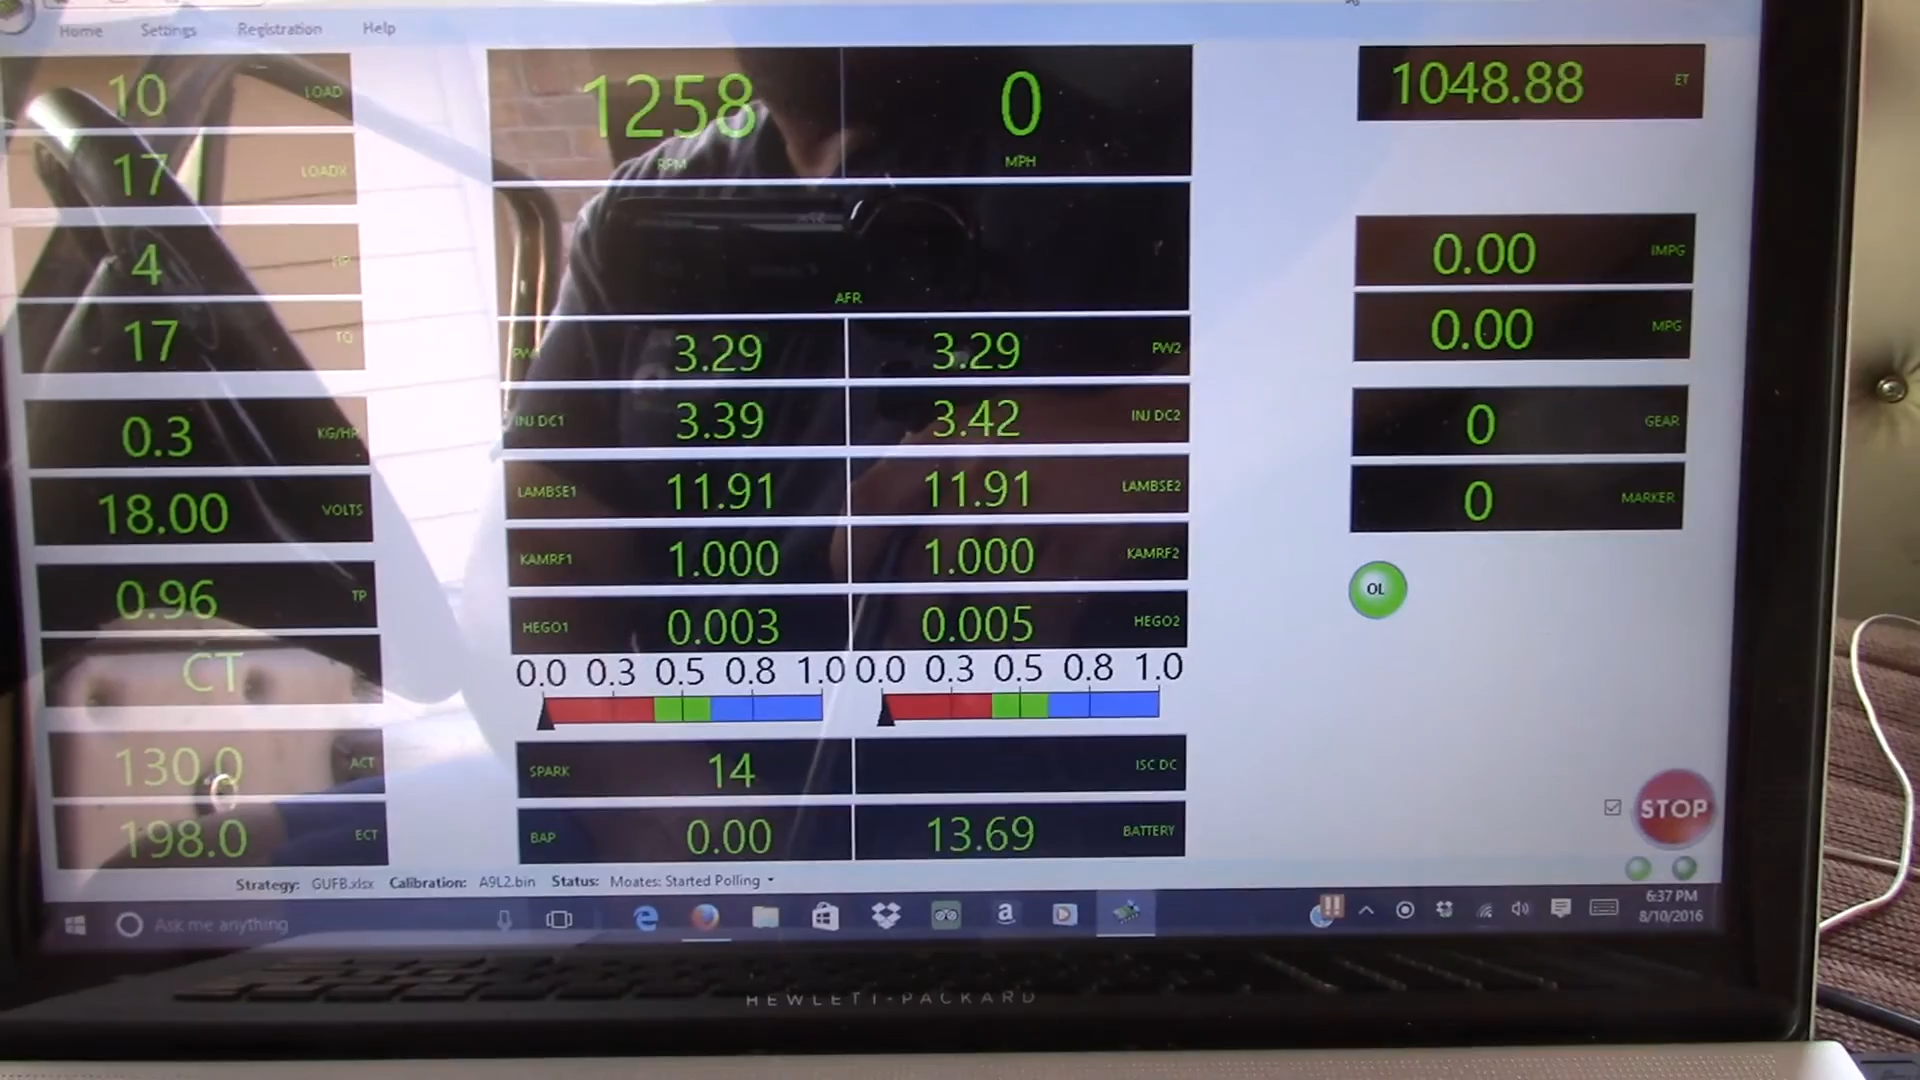 Home Settings Registration Help
10 LOAD
17 LOADX
4 HP
17 TQ
0.3 KG/HR
18.00 VOLTS
0.96 TP
CT
130.0 ACT
198.0 ECT
1258 RPM
0 MPH
AFR
PW1 3.29 3.29 PW2
INJ DC1 3.39 3.42 INJ DC2
LAMBSE1 11.91 11.91 LAMBSE2
KAMRF1 1.000 1.000 KAMRF2
HEGO1 0.003 0.005 HEGO2
0.0 0.3 0.5 0.8 1.0 0.0 0.3 0.5 0.8 1.0
SPARK 14 ISC DC
BAP 0.00 13.69 BATTERY
1048.88 ET
0.00 IMPG
0.00 MPG
0 GEAR
0 MARKER
OL
STOP
Strategy: GUFB.xlsx Calibration: A9L2.bin Status: Moates: Started Polling
Ask me anything
6:37 PM
8/10/2016
HEWLETT-PACKARD